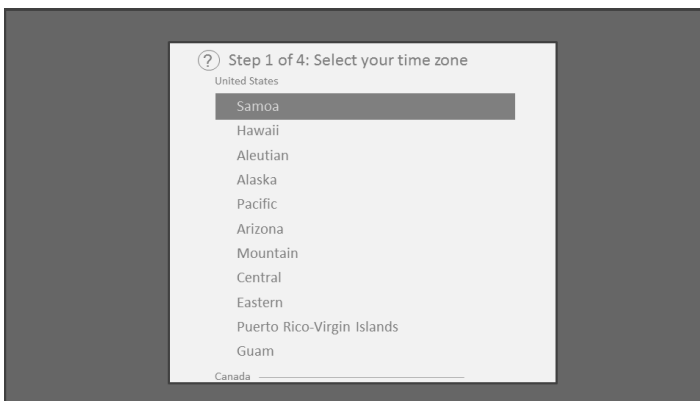 ? Step 1 of 4: Select your time zone
United States
Samoa
Hawaii
Aleutian
Alaska
Pacific
Arizona
Mountain
Central
Eastern
Puerto Rico-Virgin Islands
Guam
Canada